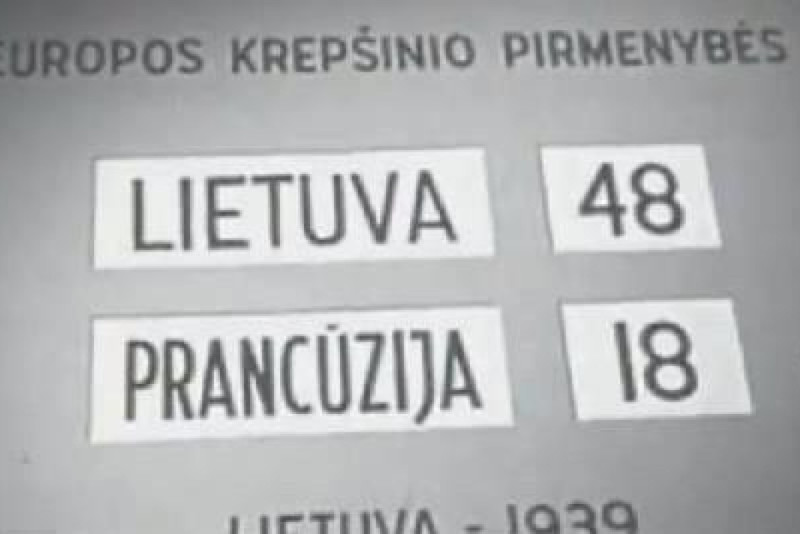 EUROPOS KREPŠINIO PIRMENYBĖS
LIETUVA 48
PRANCŪZIJA 18
LIETUVA - 1939